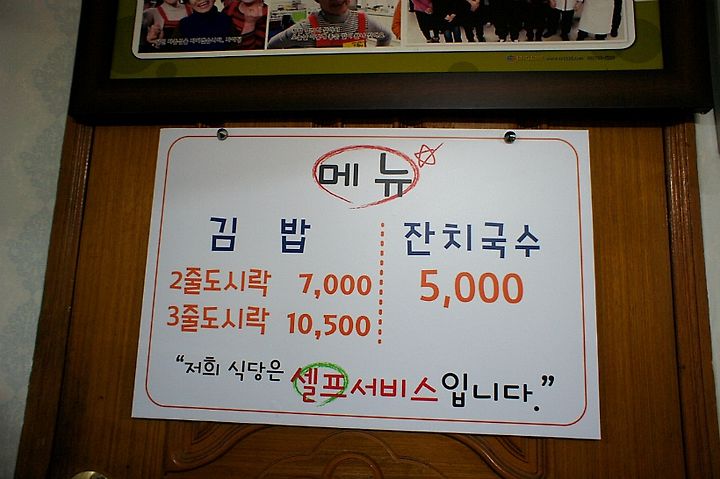 메뉴
김밥 잔치국수
2줄도시락 7,000 5,000
3줄도시락 10,500
“저희 식당은 셀프서비스입니다.”